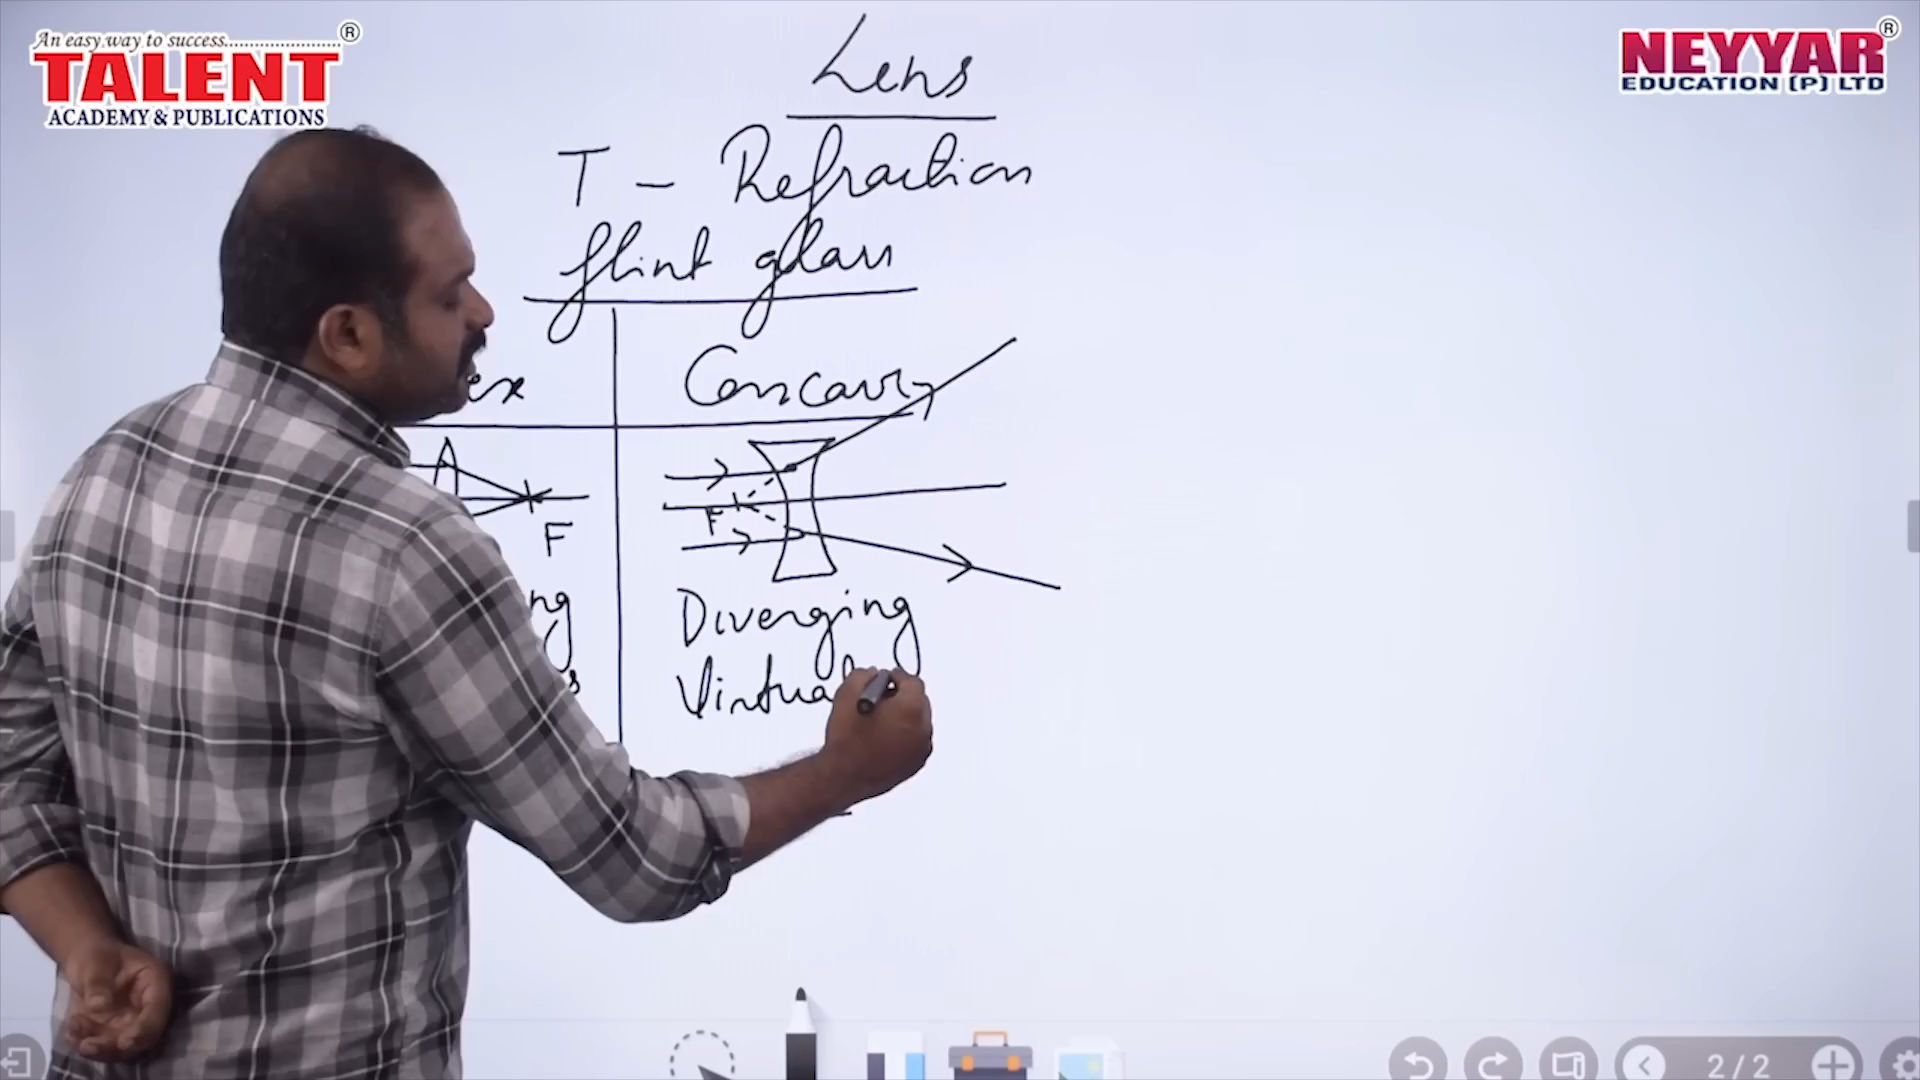 An easy way to success........................ ®
TALENT
ACADEMY & PUBLICATIONS
NEYYAR ®
EDUCATION (P) LTD
Lens
T - Refraction
flint glass
Concave
F
F
Diverging
Virtual
2/2